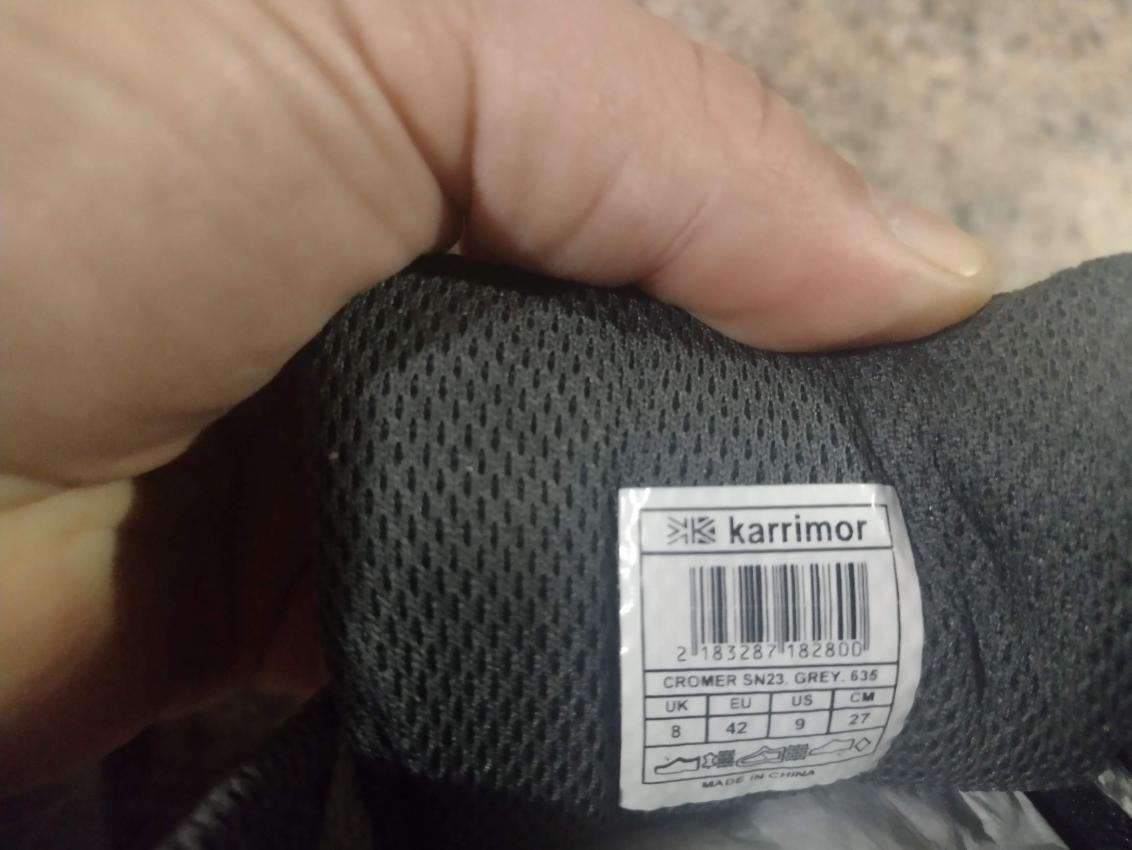 karrimor
2 183287 182800
CROMER SN23. GREY. 635
UK EU US CM
8 42 9 27
MADE IN CHINA